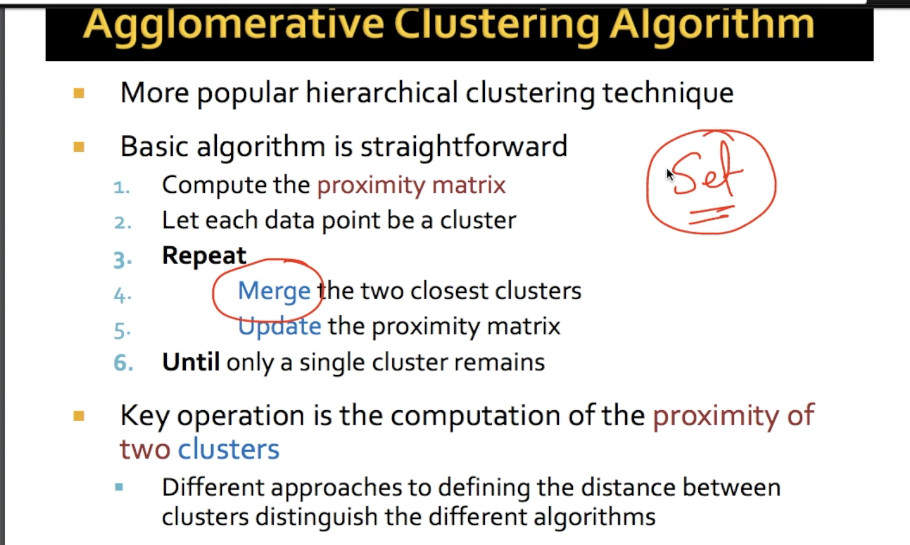 Agglomerative Clustering Algorithm
More popular hierarchical clustering technique
Basic algorithm is straightforward
Set
1. Compute the proximity matrix
2. Let each data point be a cluster
3. Repeat
4. Merge the two closest clusters
5. Update the proximity matrix
6. Until only a single cluster remains
Key operation is the computation of the proximity of
two clusters
Different approaches to defining the distance between
clusters distinguish the different algorithms